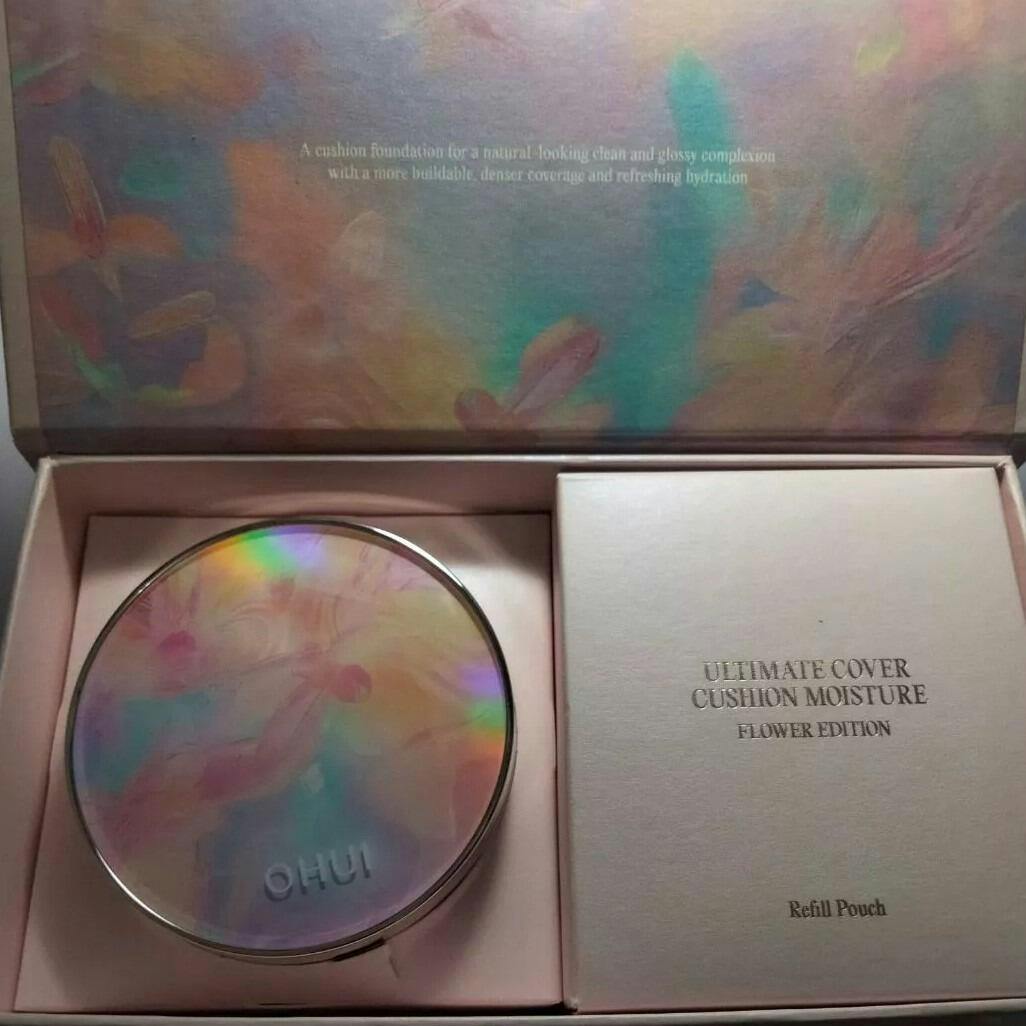 A cushion foundation for a natural-looking clean and glossy complexion
with a more buildable, denser coverage and refreshing hydration
OHUI
ULTIMATE COVER
CUSHION MOISTURE
FLOWER EDITION
Refill Pouch